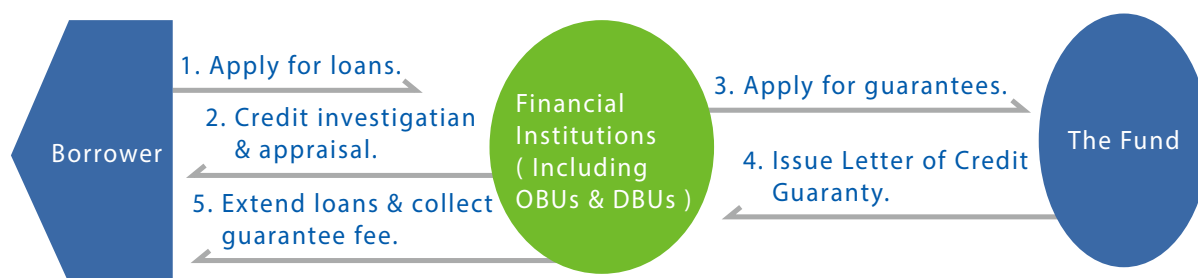 Borrower
1. Apply for loans.
2. Credit investigatian
& appraisal.
5. Extend loans & collect
guarantee fee.
Financial
Institutions
( Including
OBUs & DBUs )
3. Apply for guarantees.
4. Issue Letter of Credit
Guaranty.
The Fund